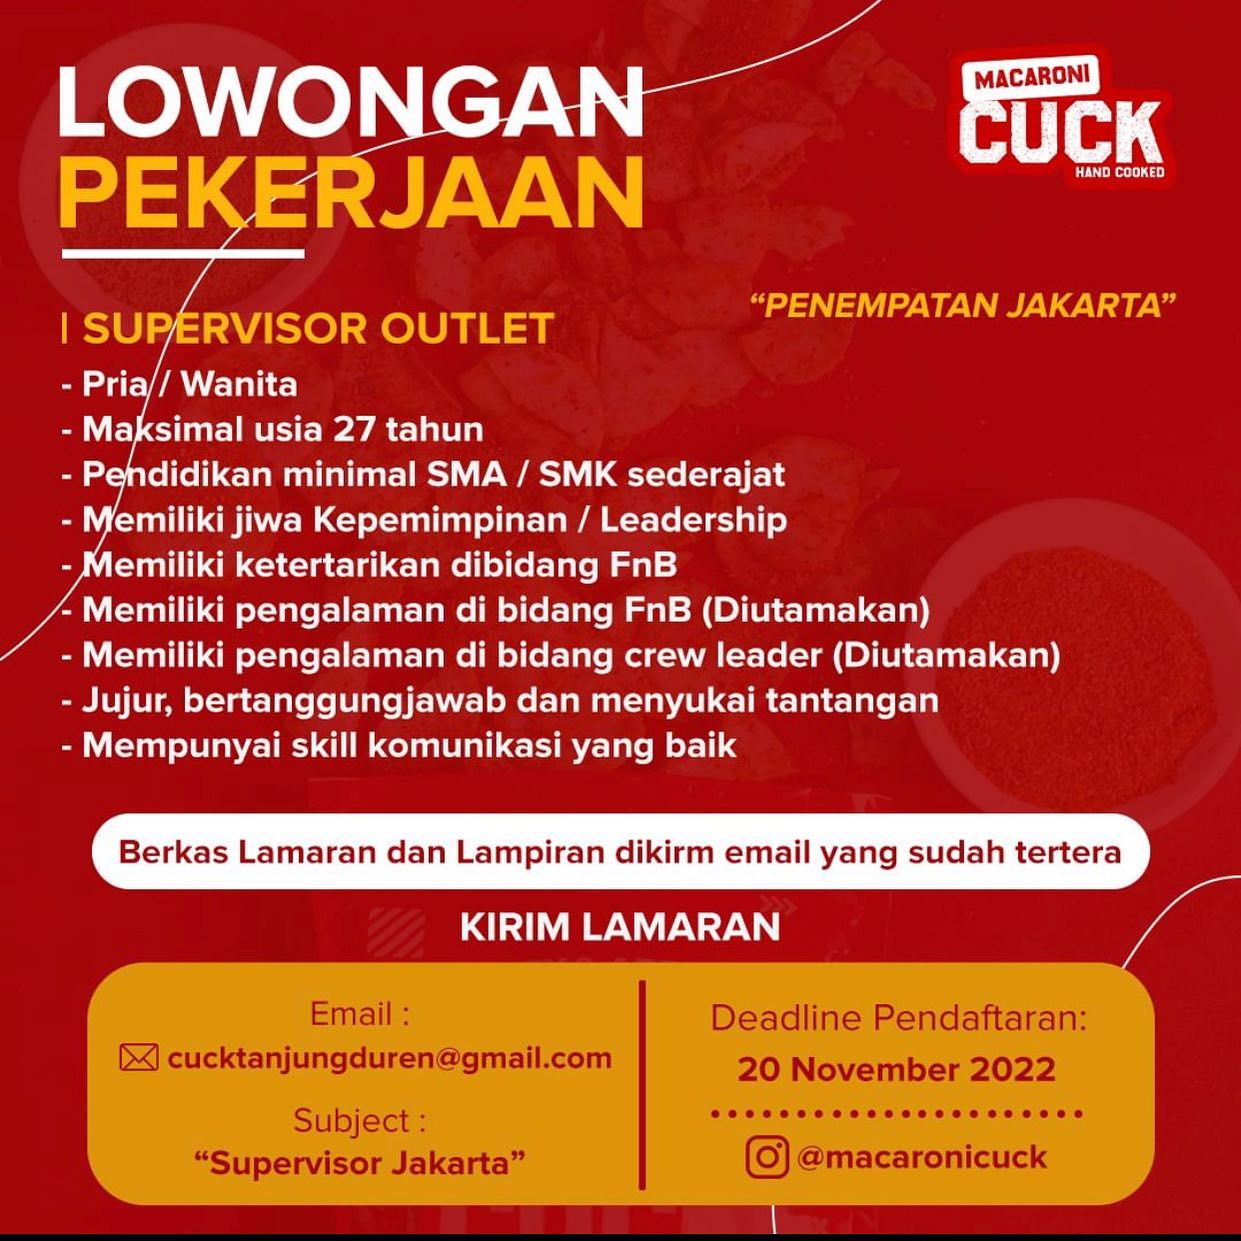 LOWONGAN
PEKERJAAN
MACARONI
CUCK
HAND COOKED
“PENEMPATAN JAKARTA”
| SUPERVISOR OUTLET
- Pria / Wanita
- Maksimal usia 27 tahun
- Pendidikan minimal SMA / SMK sederajat
- Memiliki jiwa Kepemimpinan / Leadership
- Memiliki ketertarikan dibidang FnB
- Memiliki pengalaman di bidang FnB (Diutamakan)
- Memiliki pengalaman di bidang crew leader (Diutamakan)
- Jujur, bertanggungjawab dan menyukai tantangan
- Mempunyai skill komunikasi yang baik
Berkas Lamaran dan Lampiran dikirm email yang sudah tertera
KIRIM LAMARAN
Email :
cucktanjungduren@gmail.com
Subject :
“Supervisor Jakarta”
Deadline Pendaftaran:
20 November 2022
@macaronicuck